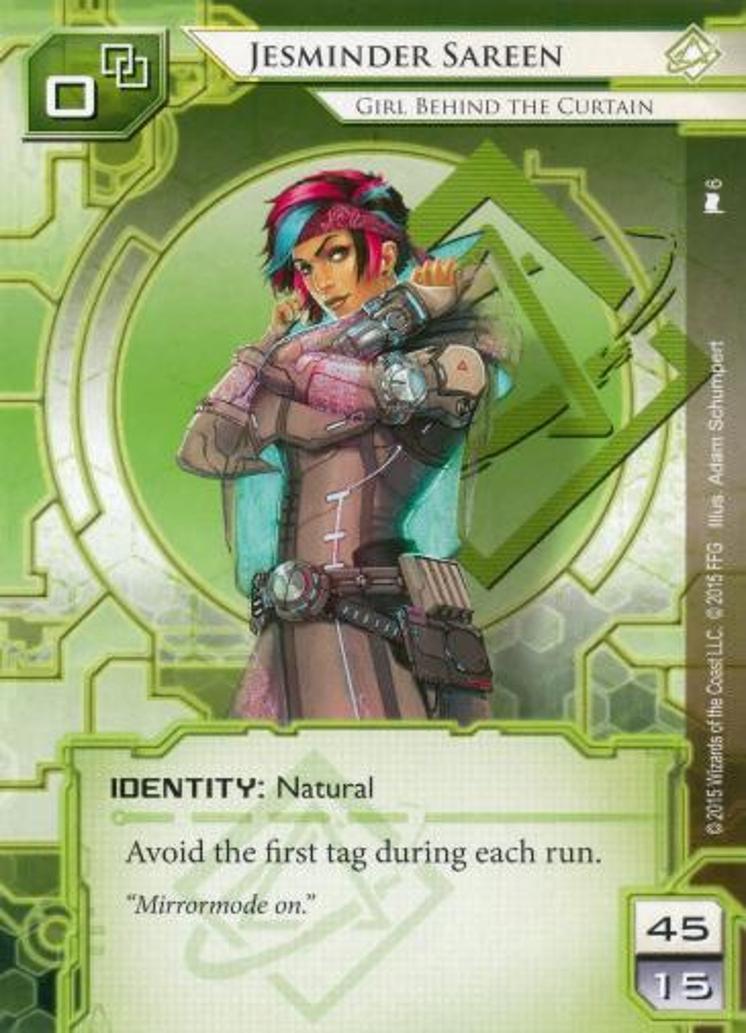 0
JESMINDER SAREEN
GIRL BEHIND THE CURTAIN
6
© 2015 Wizards of the Coast LLC. © 2015 FFG Illus. Adam Schumpert
IDENTITY: Natural
Avoid the first tag during each run.
“Mirrormode on.”
45
15